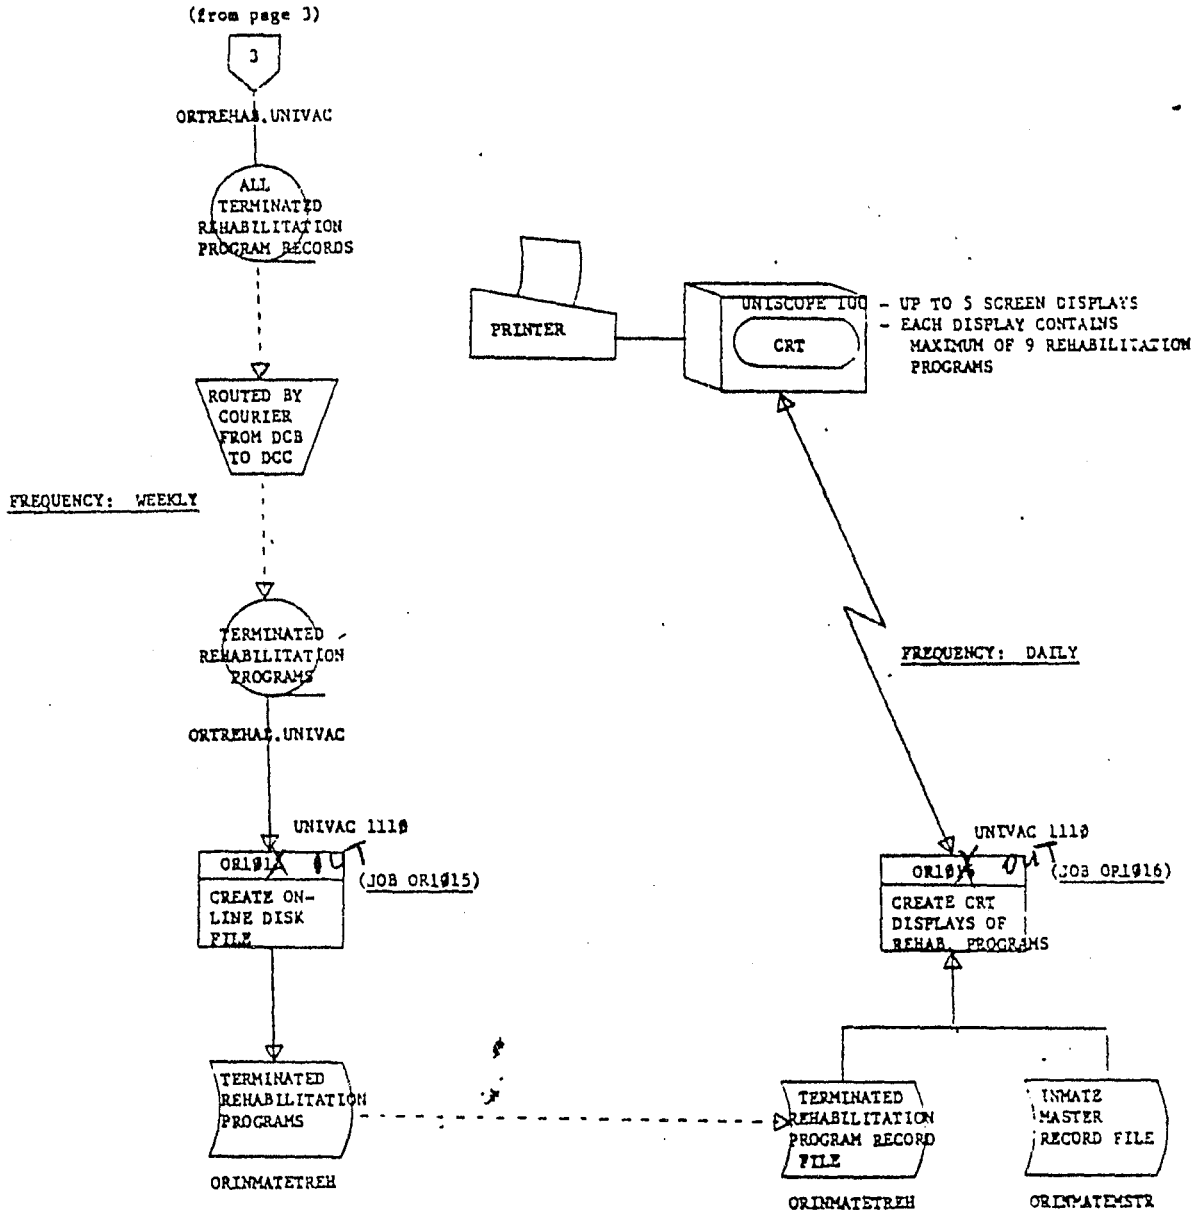 (from page 3)
3
ORTREHAB.UNIVAC
ALL
TERMINATED
REHABILITATION
PROGRAM RECORDS
ROUTED BY
COURIER
FROM DCB
TO DCC
FREQUENCY: WEEKLY
TERMINATED
REHABILITATION
PROGRAMS
ORTREHAB.UNIVAC
UNIVAC 111Ø
OUT
(JOB OR1Ø15)
CREATE ON-
LINE DISK
FILE
TERMINATED
REHABILITATION
PROGRAMS
ORINMATETREH
PRINTER
UNISCOPE 100
CRT
- UP TO 5 SCREEN DISPLAYS
- EACH DISPLAY CONTAINS
MAXIMUM OF 9 REHABILITATION
PROGRAMS
FREQUENCY: DAILY
UNIVAC 111Ø
OUT
(JOB OR1Ø16)
CREATE CRT
DISPLAYS OF
REHAB. PROGRAMS
TERMINATED
REHABILITATION
PROGRAM RECORD
FILE
ORINMATETREH
INMATE
MASTER
RECORD FILE
ORINMATEMSTR